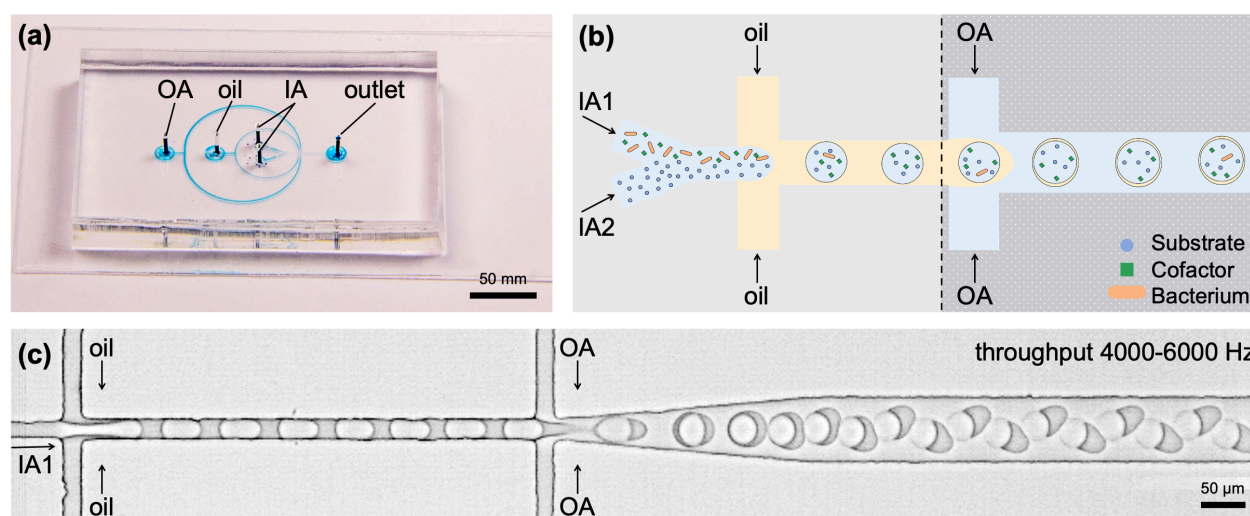 (a)
OA oil IA outlet
50 mm
(b)
oil OA
IA1
IA2
oil OA
Substrate
Cofactor
Bacterium
(c)
oil OA throughput 4000-6000 Hz
IA1
oil OA
50 μm